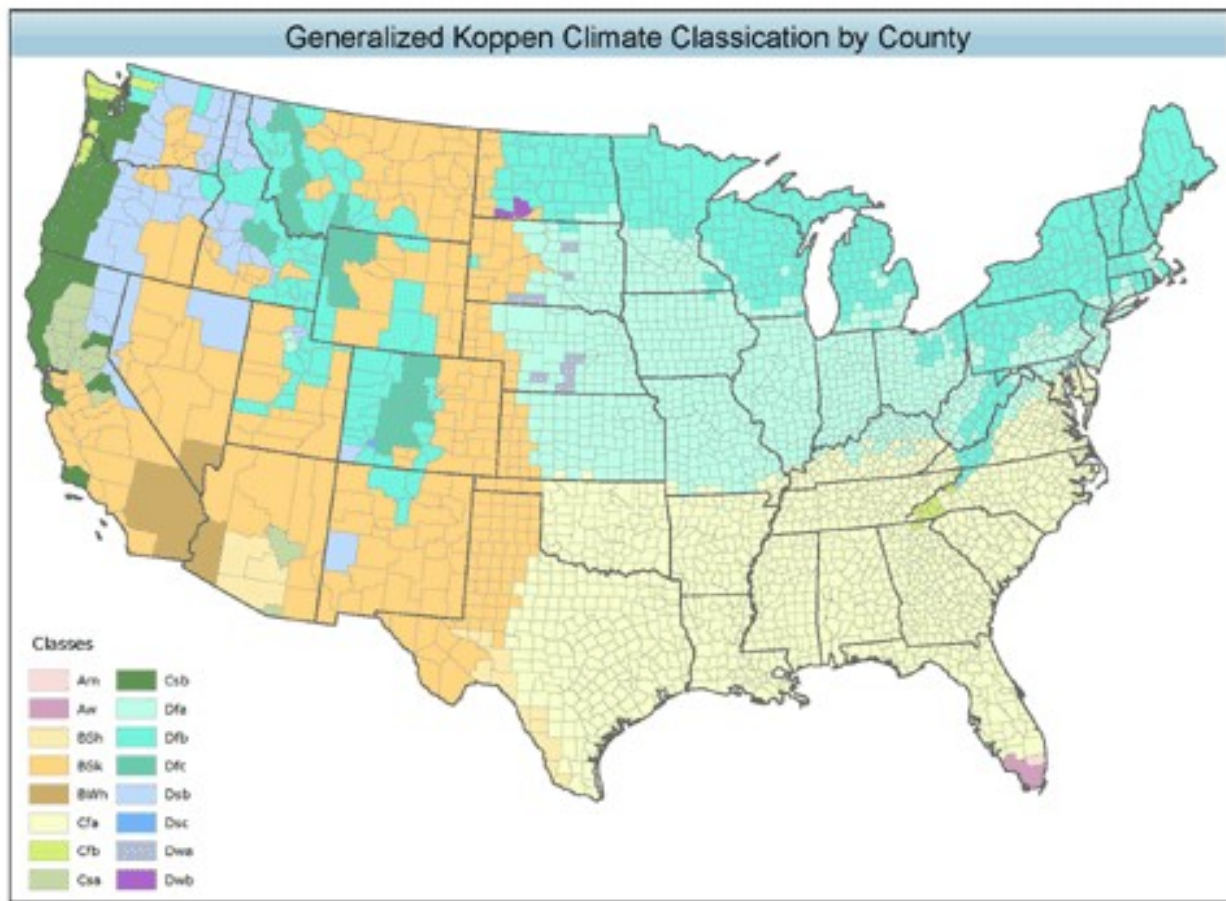 Generalized Koppen Climate Classication by County
Classes
Am
Aw
BSh
BSk
BWh
Cfa
Cfb
Csa
Csb
Dfa
Dfb
Dfc
Dsb
Dsc
Dwa
Dwb